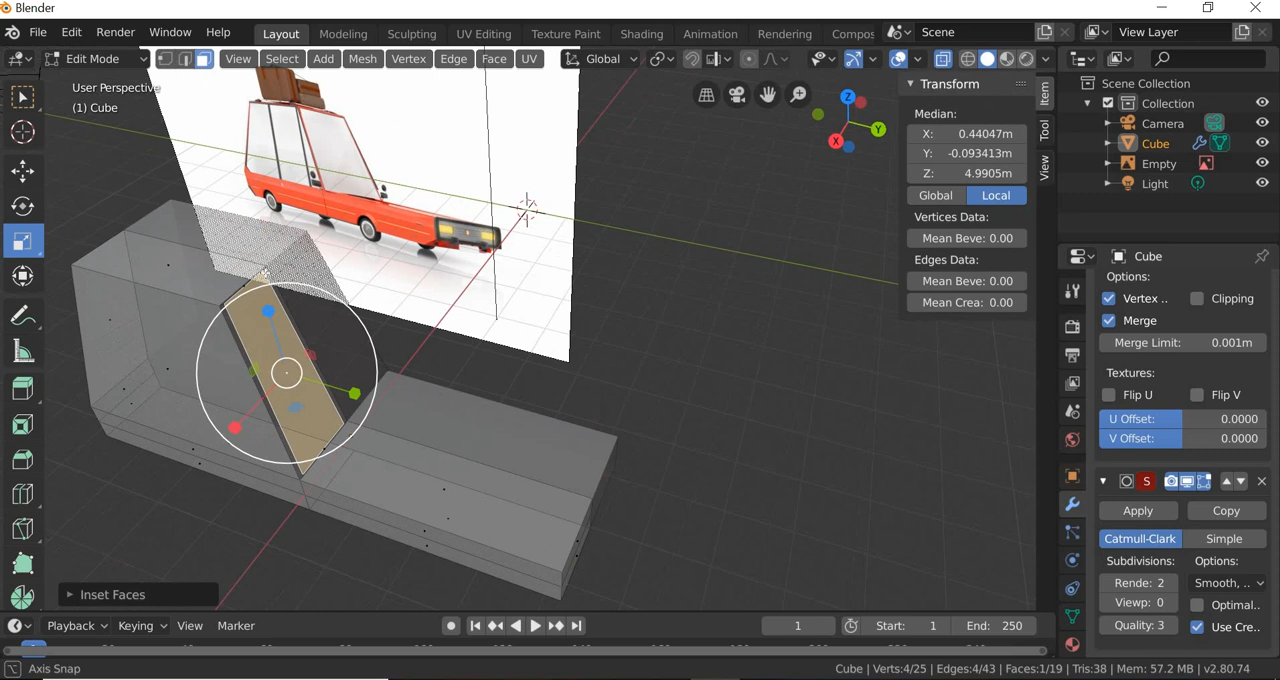 Blender
File Edit Render Window Help Layout Modeling Sculpting UV Editing Texture Paint Shading Animation Rendering Compos Scene View Layer
Edit Mode View Select Add Mesh Vertex Edge Face UV Global
User Perspective
(1) Cube
Z
Y
X
Transform
Median:
X: 0.44047m
Y: -0.093413m
Z: 4.9905m
Global Local
Vertices Data:
Mean Beve: 0.00
Edges Data:
Mean Beve: 0.00
Mean Crea: 0.00
Item
Tool
View
Scene Collection
Collection
Camera
Cube
Empty
Light
Cube
Options:
Vertex .. Clipping
Merge
Merge Limit: 0.001m
Textures:
Flip U Flip V
U Offset: 0.0000
V Offset: 0.0000
S
Apply Copy
Catmull-Clark Simple
Subdivisions: Options:
Rende: 2 Smooth, ..
Viewp: 0 Optimal..
Quality: 3 Use Cre..
Inset Faces
Playback Keying View Marker 1 Start: 1 End: 250
Axis Snap Cube | Verts:4/25 | Edges:4/43 | Faces:1/19 | Tris:38 | Mem: 57.2 MB | v2.80.74